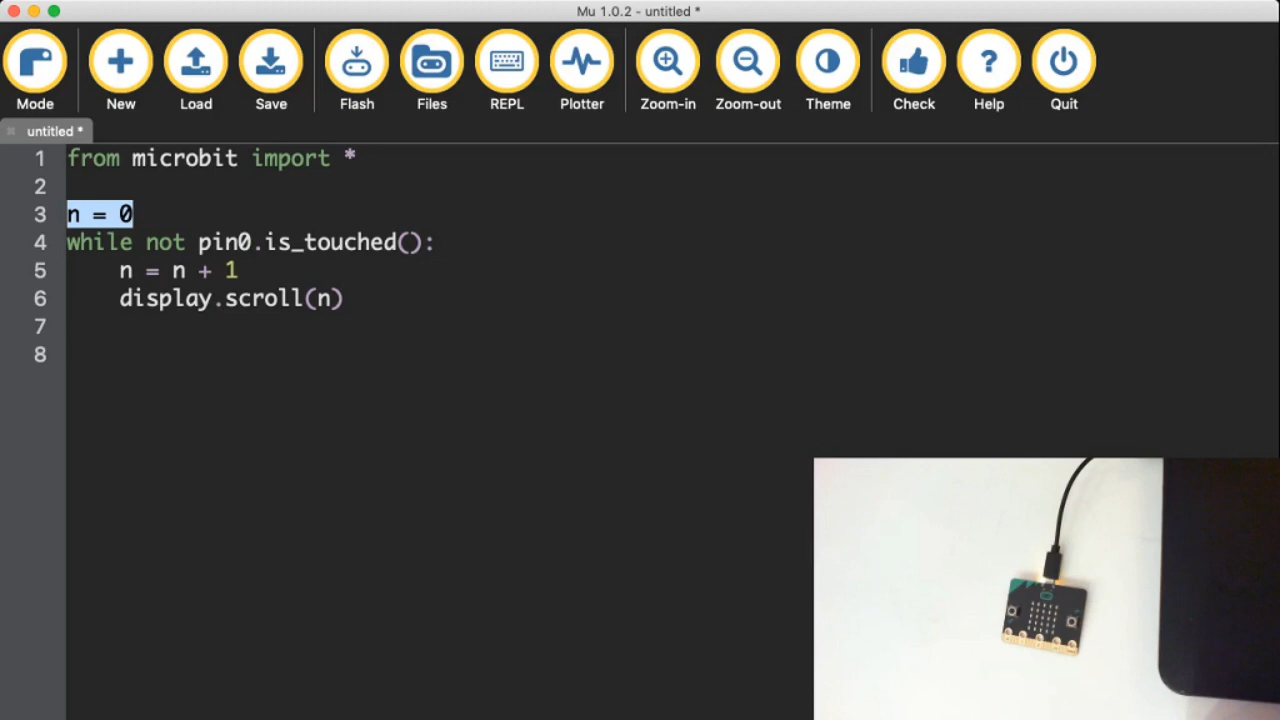 Mu 1.0.2 - untitled *
Mode New Load Save Flash Files REPL Plotter Zoom-in Zoom-out Theme Check Help Quit
untitled *
1 from microbit import *
2
3 n = 0
4 while not pin0.is_touched():
5 n = n + 1
6 display.scroll(n)
7
8